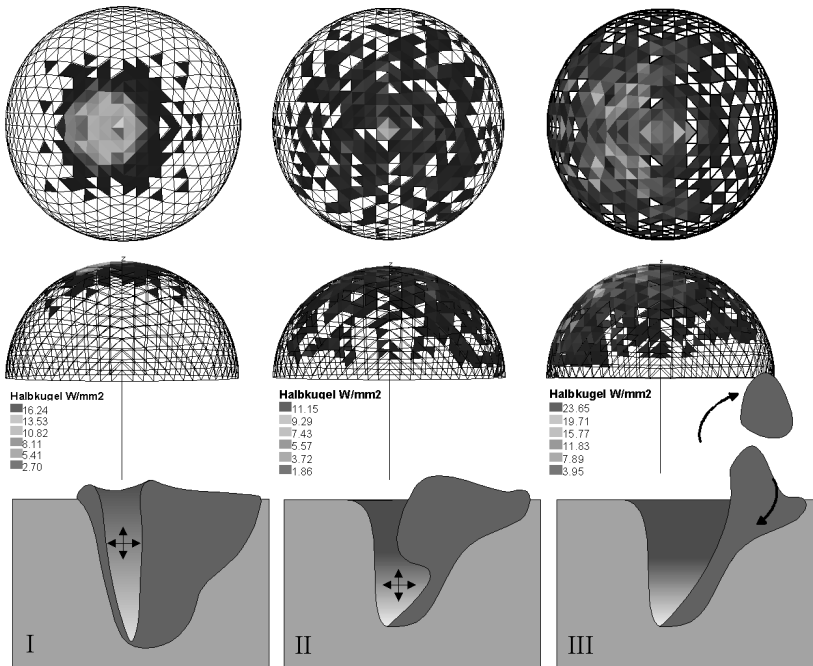 z
z
z
Halbkugel W/mm2
16.24
13.53
10.82
8.11
5.41
2.70
Halbkugel W/mm2
11.15
9.29
7.43
5.57
3.72
1.86
Halbkugel W/mm2
23.65
19.71
15.77
11.83
7.89
3.95
I
II
III